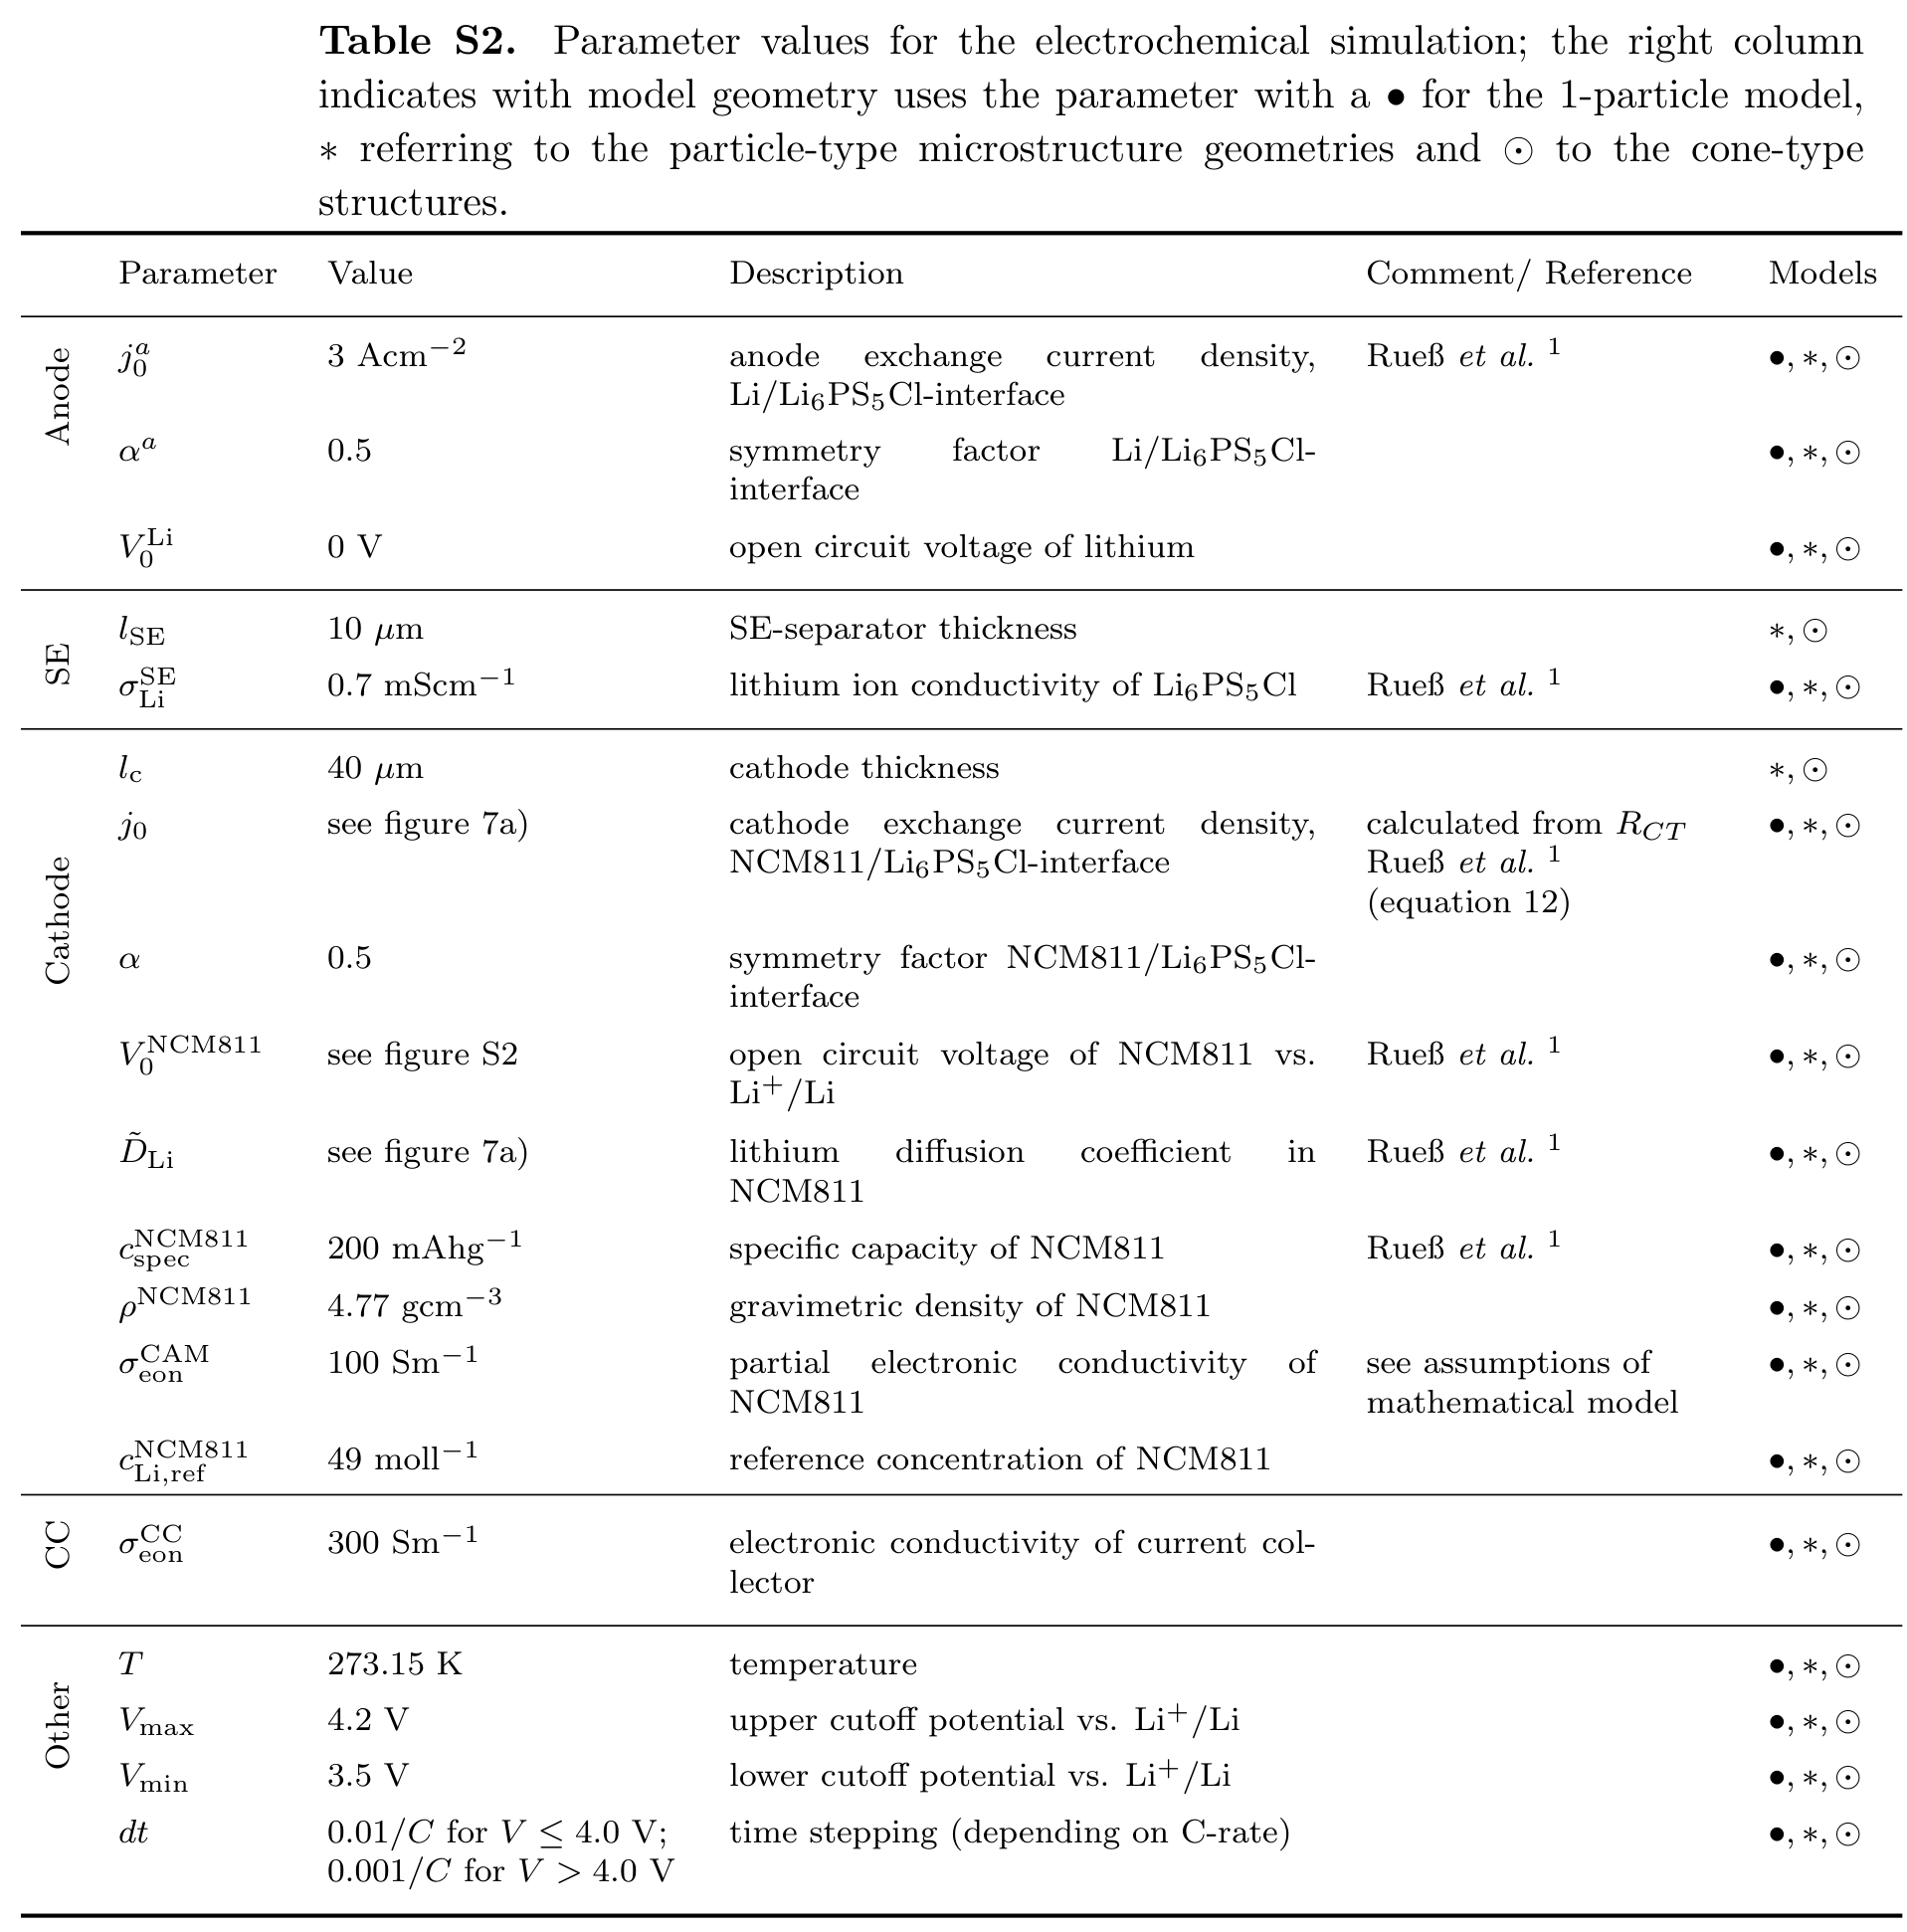 Table S2. Parameter values for the electrochemical simulation; the right column
indicates with model geometry uses the parameter with a • for the 1-particle model,
∗ referring to the particle-type microstructure geometries and ⊙ to the cone-type
structures.
Parameter Value Description Comment/ Reference Models
Anode
j₀ᵃ 3 Acm⁻² anode exchange current density, Rueß et al. ¹ •, ∗, ⊙
Li/Li₆PS₅Cl-interface
αᵃ 0.5 symmetry factor Li/Li₆PS₅Cl- •, ∗, ⊙
interface
V₀^Li 0 V open circuit voltage of lithium •, ∗, ⊙
SE
l_SE 10 μm SE-separator thickness ∗, ⊙
σ_Li^SE 0.7 mScm⁻¹ lithium ion conductivity of Li₆PS₅Cl Rueß et al. ¹ •, ∗, ⊙
Cathode
l_c 40 μm cathode thickness ∗, ⊙
j₀ see figure 7a) cathode exchange current density, calculated from R_CT •, ∗, ⊙
NCM811/Li₆PS₅Cl-interface Rueß et al. ¹
(equation 12)
α 0.5 symmetry factor NCM811/Li₆PS₅Cl- •, ∗, ⊙
interface
V₀^NCM811 see figure S2 open circuit voltage of NCM811 vs. Rueß et al. ¹ •, ∗, ⊙
Li⁺/Li
D̃_Li see figure 7a) lithium diffusion coefficient in Rueß et al. ¹ •, ∗, ⊙
NCM811
c_spec^NCM811 200 mAhg⁻¹ specific capacity of NCM811 Rueß et al. ¹ •, ∗, ⊙
ρ^NCM811 4.77 gcm⁻³ gravimetric density of NCM811 •, ∗, ⊙
σ_eon^CAM 100 Sm⁻¹ partial electronic conductivity of see assumptions of •, ∗, ⊙
NCM811 mathematical model
c_Li,ref^NCM811 49 moll⁻¹ reference concentration of NCM811 •, ∗, ⊙
CC
σ_eon^CC 300 Sm⁻¹ electronic conductivity of current col- •, ∗, ⊙
lector
Other
T 273.15 K temperature •, ∗, ⊙
V_max 4.2 V upper cutoff potential vs. Li⁺/Li •, ∗, ⊙
V_min 3.5 V lower cutoff potential vs. Li⁺/Li •, ∗, ⊙
dt 0.01/C for V ≤ 4.0 V; time stepping (depending on C-rate) •, ∗, ⊙
0.001/C for V > 4.0 V